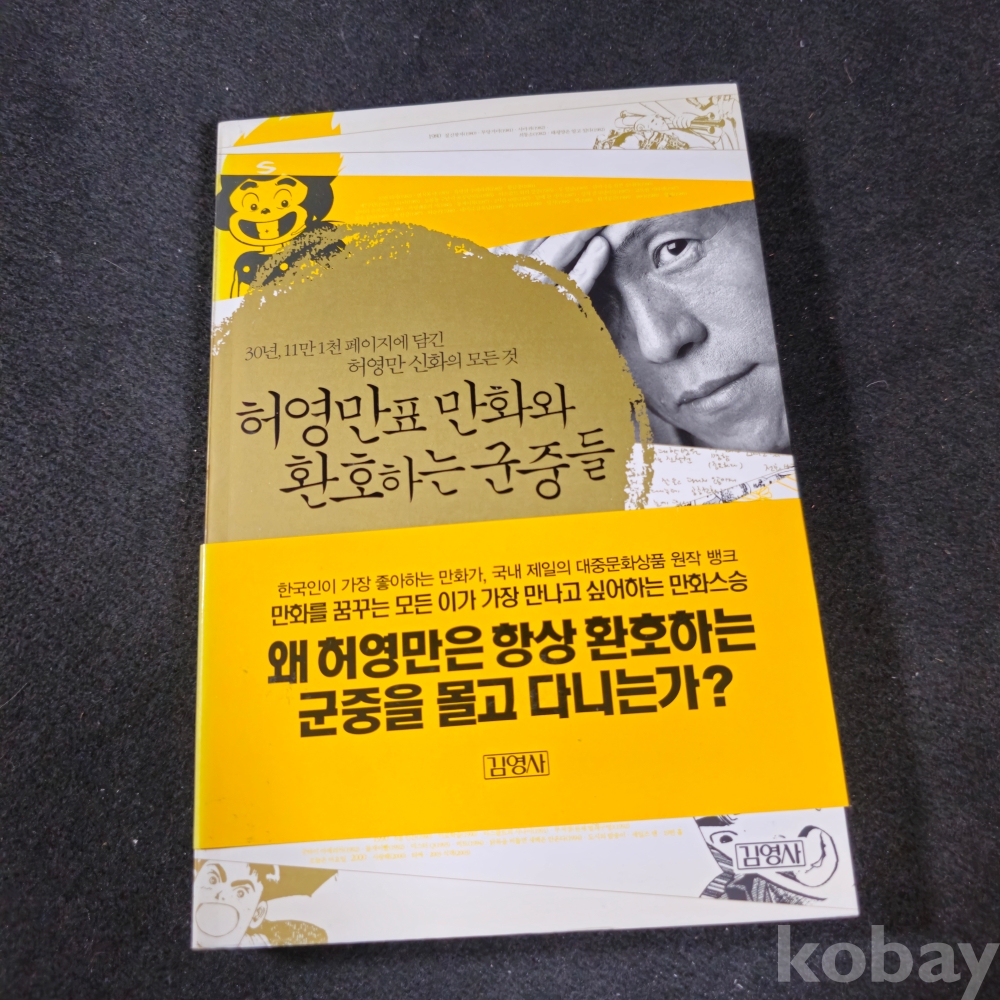 S
30년, 11만 1천 페이지에 담긴
허영만 신화의 모든 것
허영만표 만화와
환호하는 군중들
한국인이 가장 좋아하는 만화가, 국내 제일의 대중문화상품 원작 뱅크
만화를 꿈꾸는 모든 이가 가장 만나고 싶어하는 만화스승
왜 허영만은 항상 환호하는
군중을 몰고 다니는가?
김영사
김영사
kobay